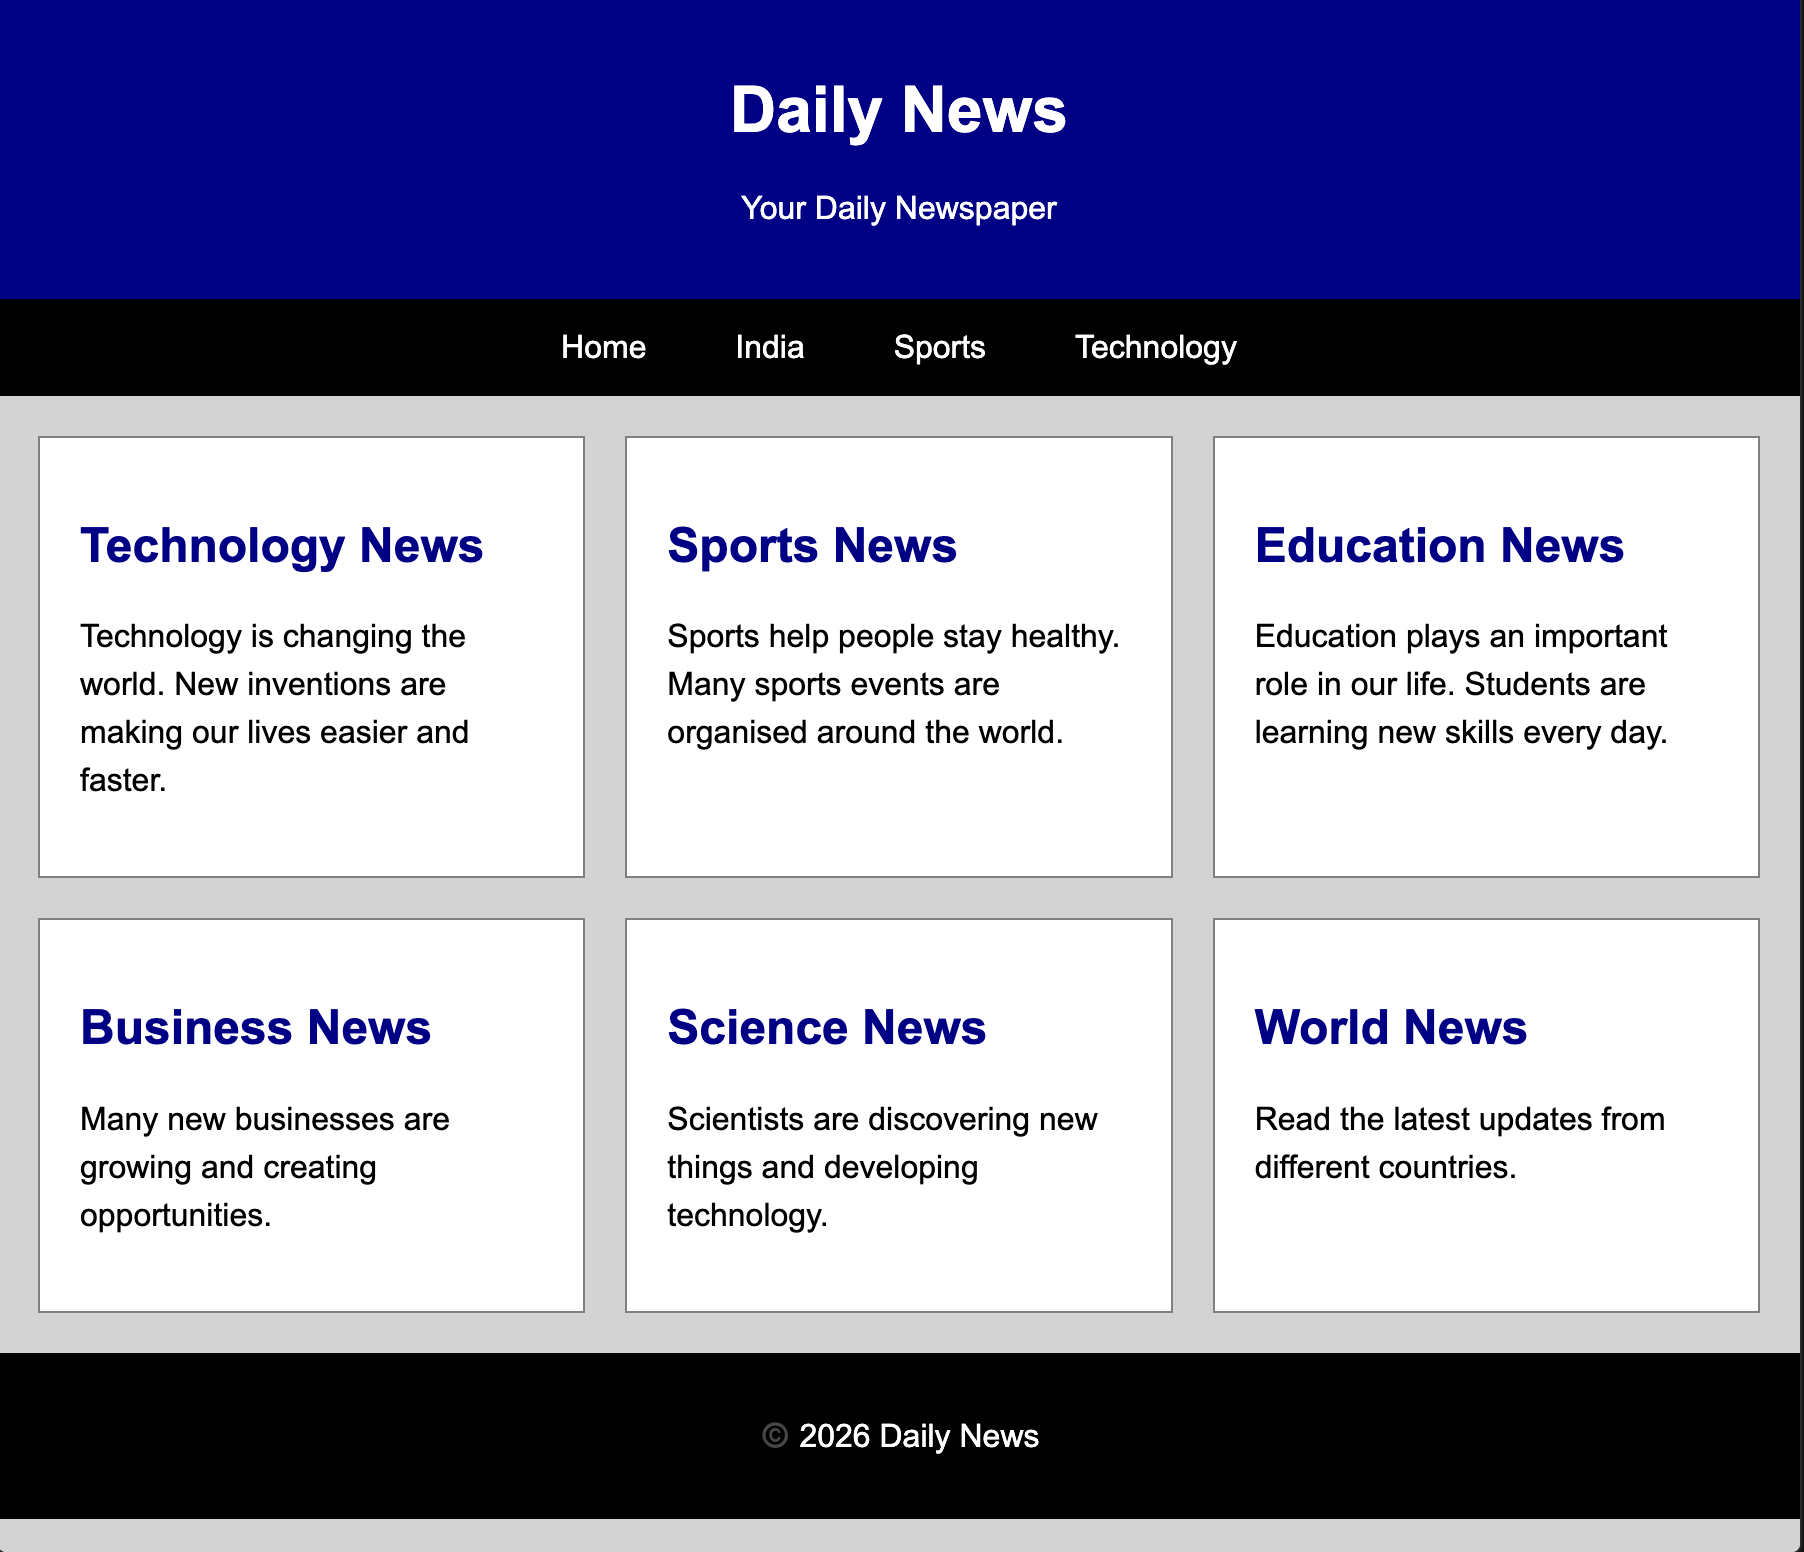 Daily News
Your Daily Newspaper
Home India Sports Technology
Technology News
Technology is changing the
world. New inventions are
making our lives easier and
faster.
Sports News
Sports help people stay healthy.
Many sports events are
organised around the world.
Education News
Education plays an important
role in our life. Students are
learning new skills every day.
Business News
Many new businesses are
growing and creating
opportunities.
Science News
Scientists are discovering new
things and developing
technology.
World News
Read the latest updates from
different countries.
© 2026 Daily News